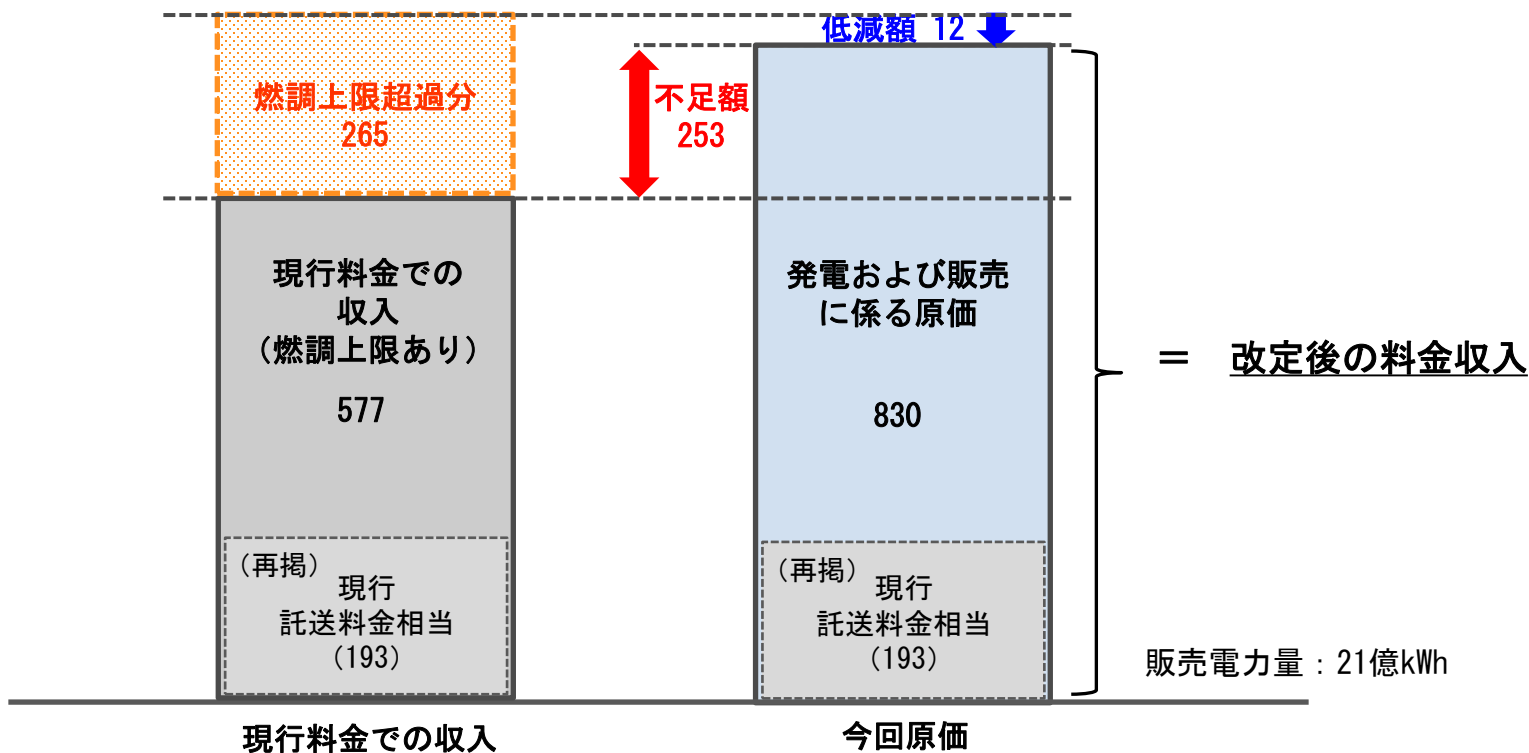 燃調上限超過分
265
現行料金での
収入
（燃調上限あり）
577
（再掲）
現行
託送料金相当
(193)
現行料金での収入
不足額
253
低減額 12
発電および販売
に係る原価
830
（再掲）
現行
託送料金相当
(193)
今回原価
＝ 改定後の料金収入
販売電力量：21億kWh